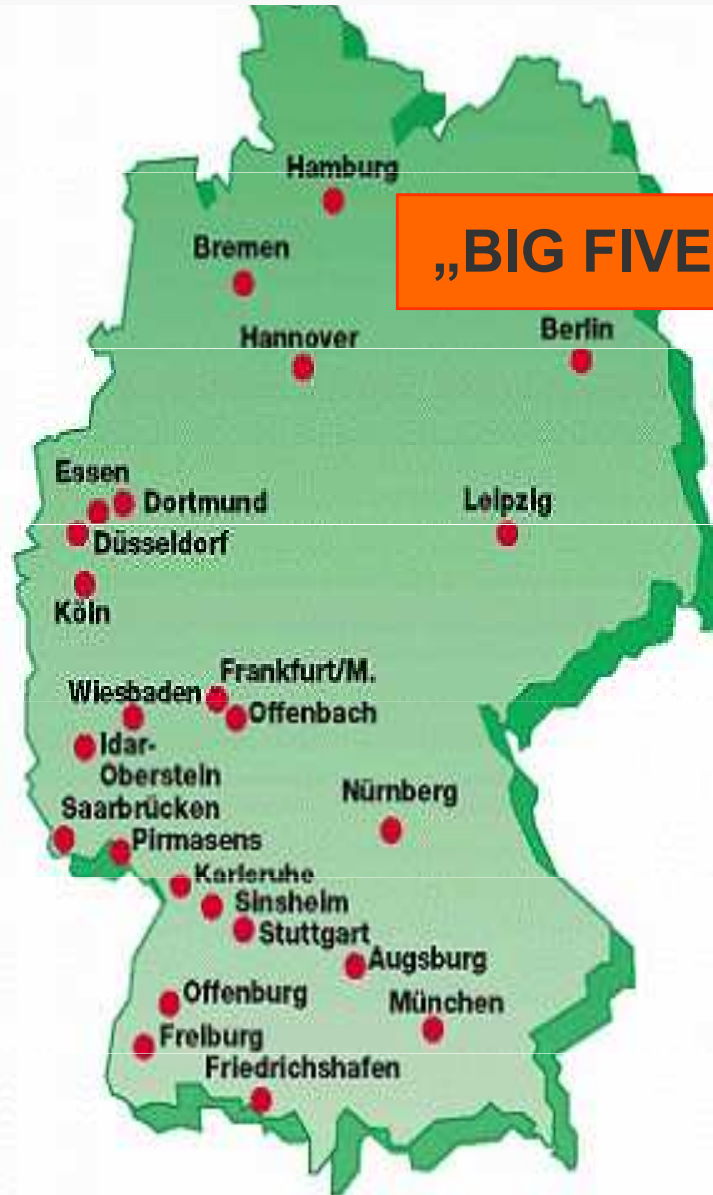 Hamburg
„BIG FIVE
Bremen
Hannover
Berlin
Essen
Dortmund
Leipzig
Düsseldorf
Köln
Frankfurt/M.
Wiesbaden
Offenbach
Idar-
Oberstein
Nürnberg
Saarbrücken
Pirmasens
Karlsruhe
Sinsheim
Stuttgart
Augsburg
Offenburg
München
Freiburg
Friedrichshafen